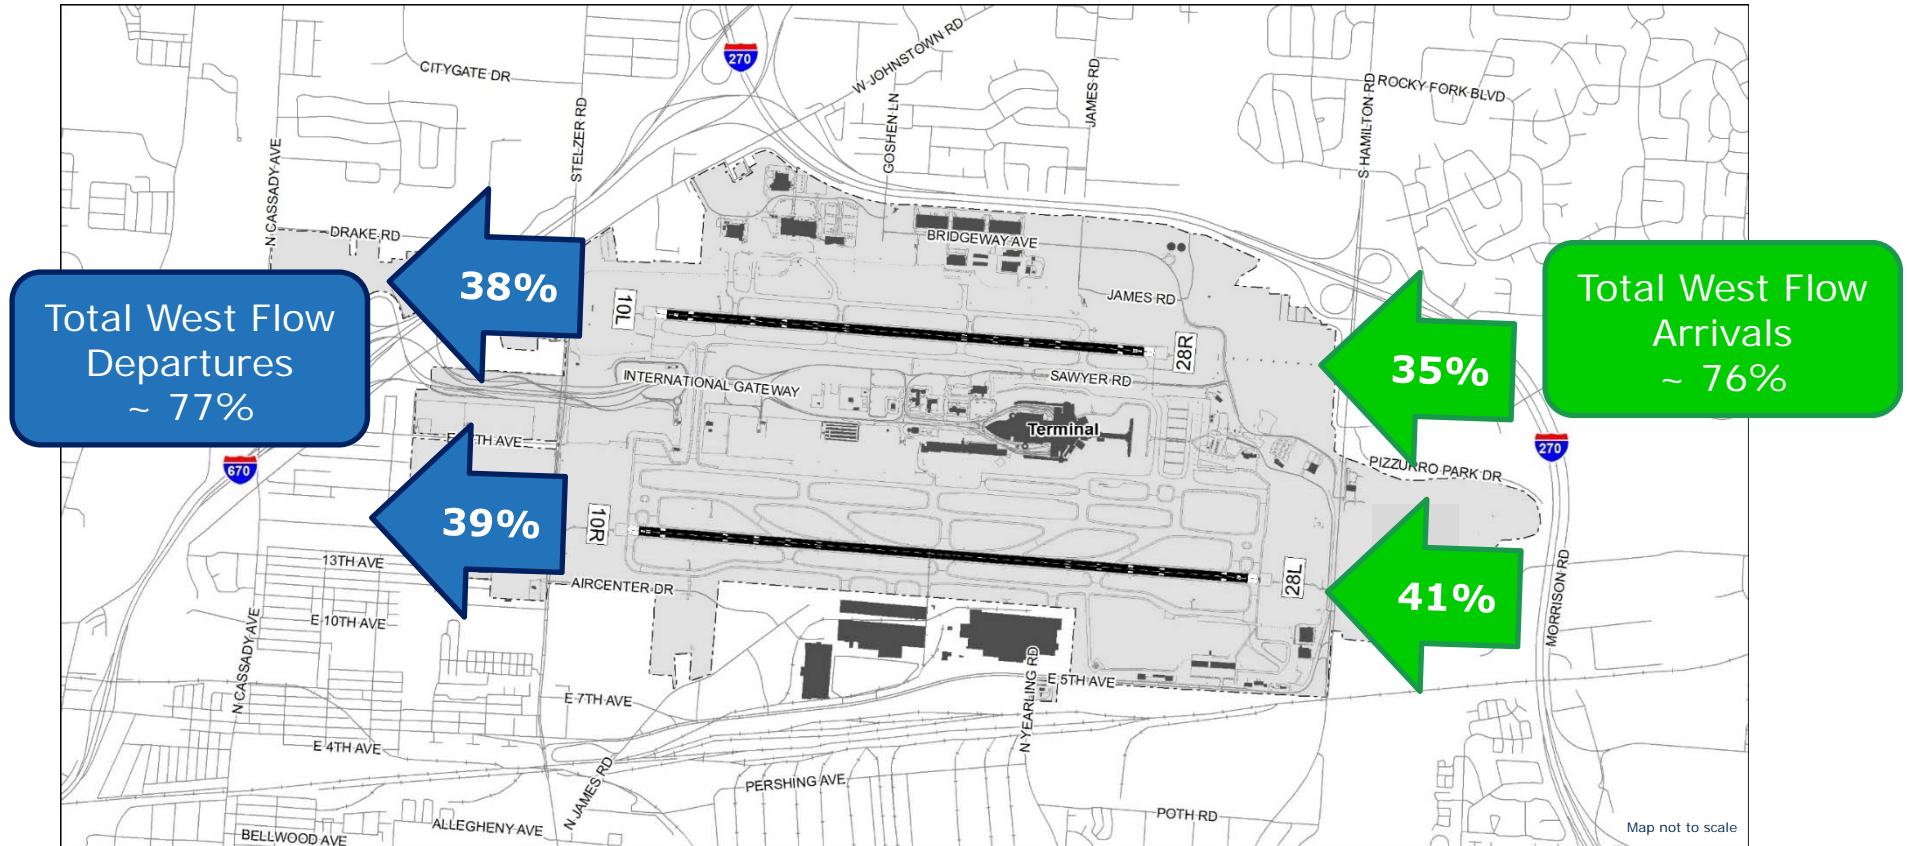 270
W JOHNSTOWN RD
CITYGATE DR
JAMES RD
ROCKY FORK BLVD
STELZER RD
GOSHEN LN
S HAMILTON RD
N CASSADY AVE
DRAKE RD
BRIDGEWAY AVE
38%
Total West Flow
Departures
~ 77%
Total West Flow
Arrivals
~ 76%
JAMES RD
10L
28R
35%
INTERNATIONAL GATEWAY
SAWYER RD
Terminal
270
670
PIZZURRO PARK DR
39%
10R
13TH AVE
AIRCENTER DR
28L
41%
MORRISON RD
E 10TH AVE
N CASSADY AVE
E 7TH AVE
N YEARLING RD
E 5TH AVE
E 4TH AVE
N JAMES RD
PERSHING AVE
POTH RD
ALLEGHENY AVE
BELLWOOD AVE
Map not to scale